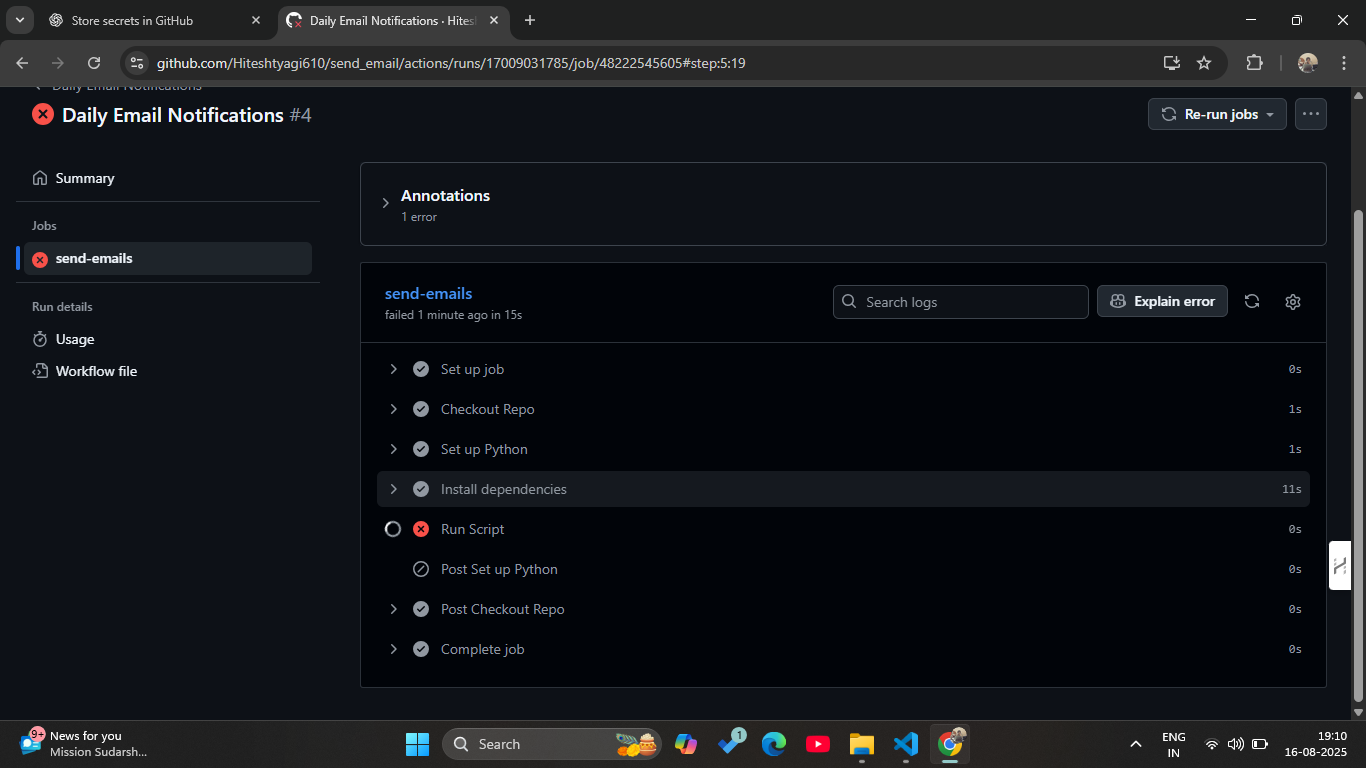 Store secrets in GitHub
Daily Email Notifications · Hitesh
github.com/Hiteshtyagi610/send_email/actions/runs/17009031785/job/48222545605#step:5:19
Daily Email Notifications
Daily Email Notifications #4
Re-run jobs
Summary
Jobs
send-emails
Run details
Usage
Workflow file
Annotations
1 error
send-emails
failed 1 minute ago in 15s
Search logs
Explain error
Set up job 0s
Checkout Repo 1s
Set up Python 1s
Install dependencies 11s
Run Script 0s
Post Set up Python 0s
Post Checkout Repo 0s
Complete job 0s
9+
News for you
Mission Sudarsh...
Search
1
ENG
IN
19:10
16-08-2025